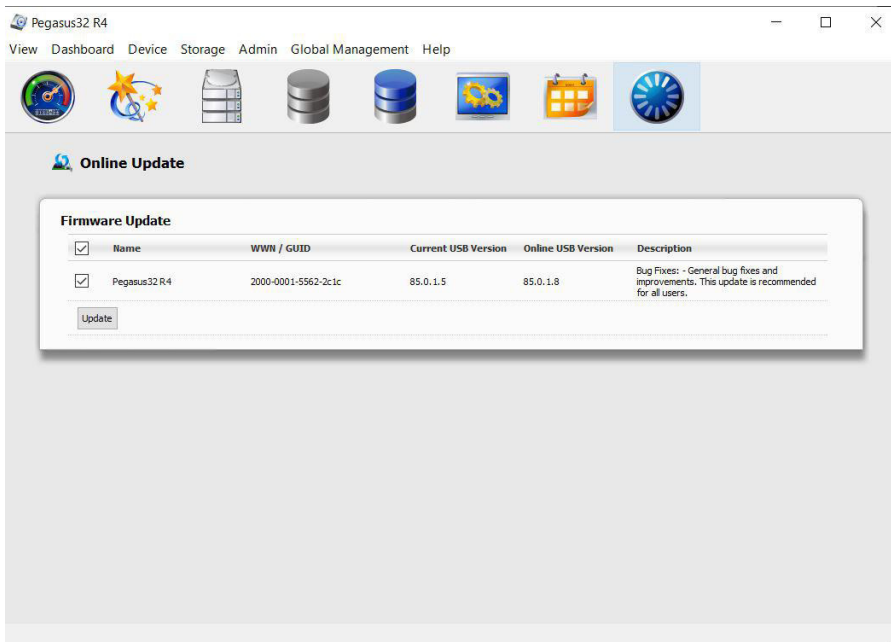 Pegasus32 R4
View Dashboard Device Storage Admin Global Management Help
Online Update
Firmware Update
Name WWN / GUID Current USB Version Online USB Version Description
Pegasus32 R4 2000-0001-5562-2c1c 85.0.1.5 85.0.1.8 Bug Fixes: - General bug fixes and
improvements. This update is recommended
for all users.
Update